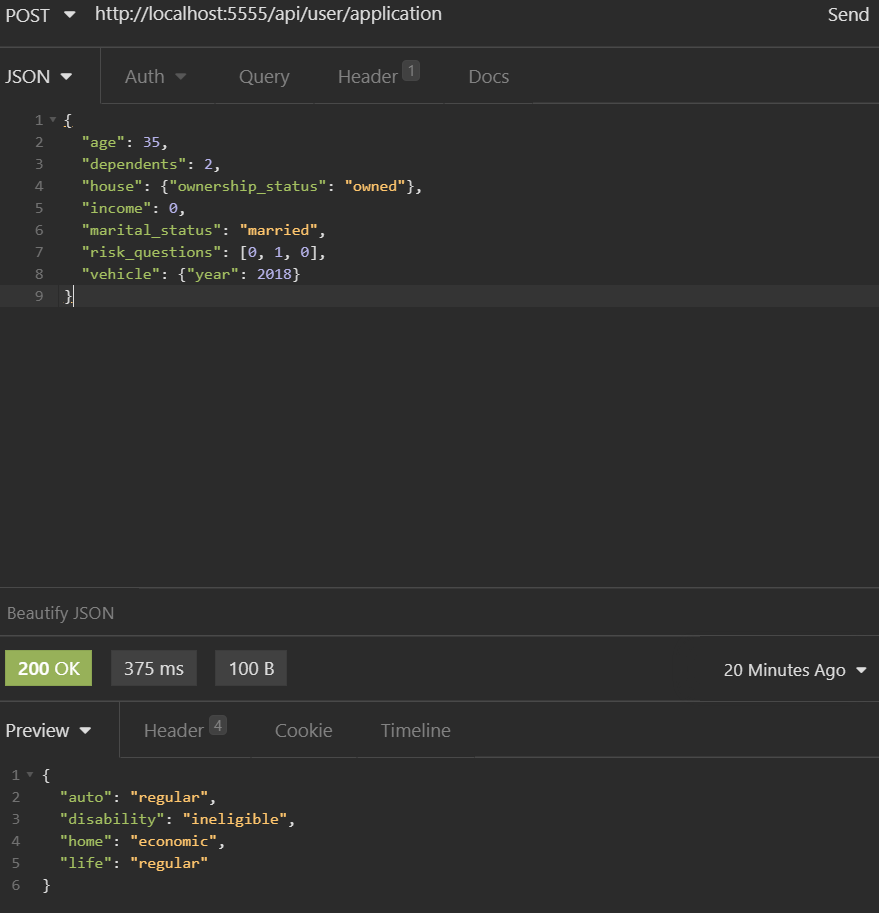 POST http://localhost:5555/api/user/application Send
JSON Auth Query Header 1 Docs
1 {
2 "age": 35,
3 "dependents": 2,
4 "house": {"ownership_status": "owned"},
5 "income": 0,
6 "marital_status": "married",
7 "risk_questions": [0, 1, 0],
8 "vehicle": {"year": 2018}
9 }
Beautify JSON
200 OK 375 ms 100 B 20 Minutes Ago
Preview Header 4 Cookie Timeline
1 {
2 "auto": "regular",
3 "disability": "ineligible",
4 "home": "economic",
5 "life": "regular"
6 }